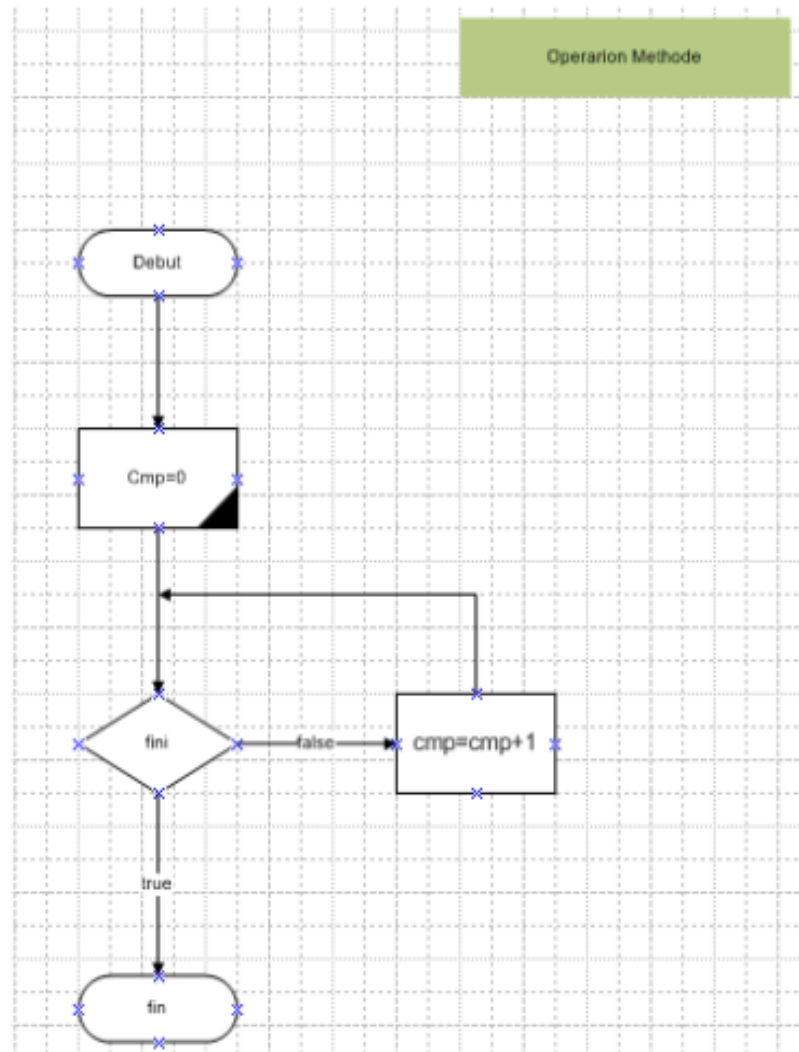 Operarion Methode
Debut
Cmp=0
fini
false
cmp=cmp+1
true
fin